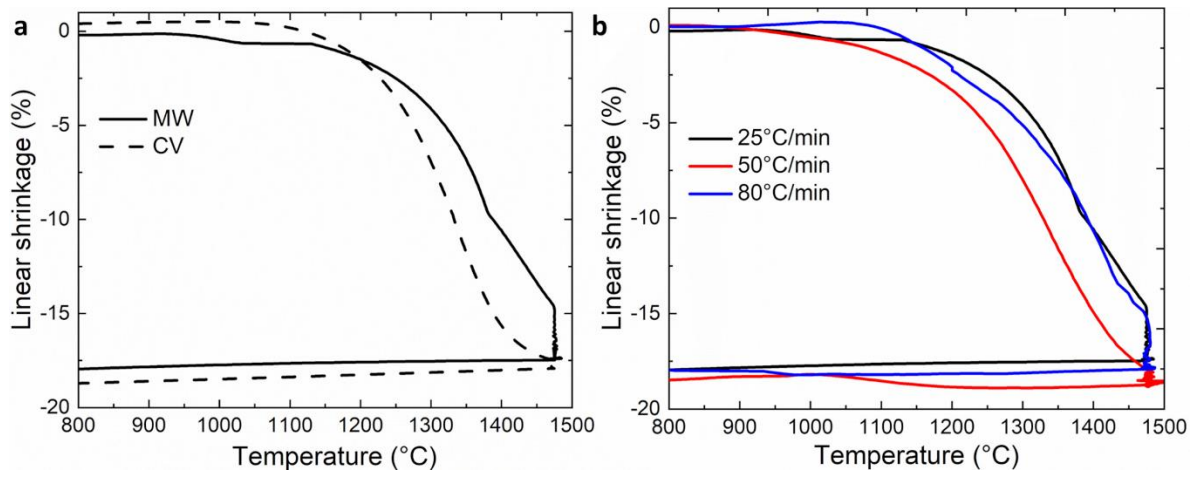 a
0
-5
-10
-15
-20
800 900 1000 1100 1200 1300 1400 1500
Linear shrinkage (%)
Temperature (°C)
MW
CV
b
0
-5
-10
-15
-20
800 900 1000 1100 1200 1300 1400 1500
Linear shrinkage (%)
Temperature (°C)
25°C/min
50°C/min
80°C/min